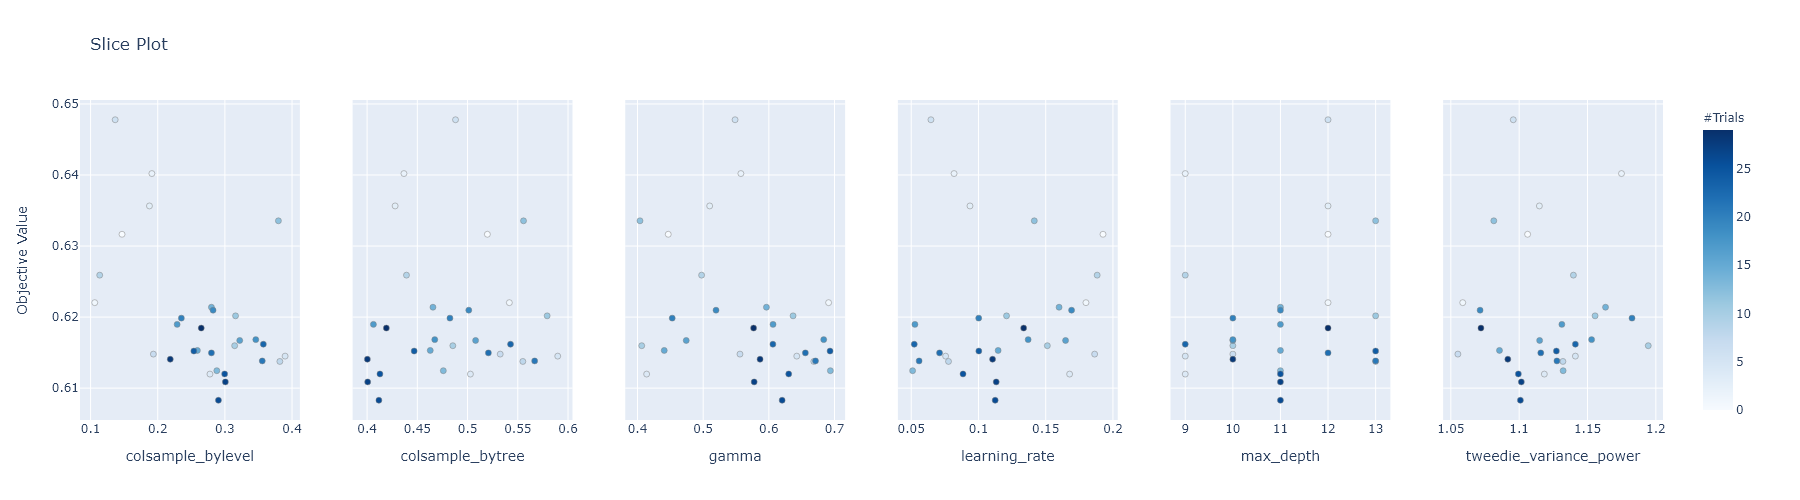 Slice Plot
Objective Value
0.65
0.64
0.63
0.62
0.61
0.1 0.2 0.3 0.4
colsample_bylevel
0.4 0.45 0.5 0.55 0.6
colsample_bytree
0.4 0.5 0.6 0.7
gamma
0.05 0.1 0.15 0.2
learning_rate
9 10 11 12 13
max_depth
1.05 1.1 1.15 1.2
tweedie_variance_power
#Trials
25
20
15
10
5
0